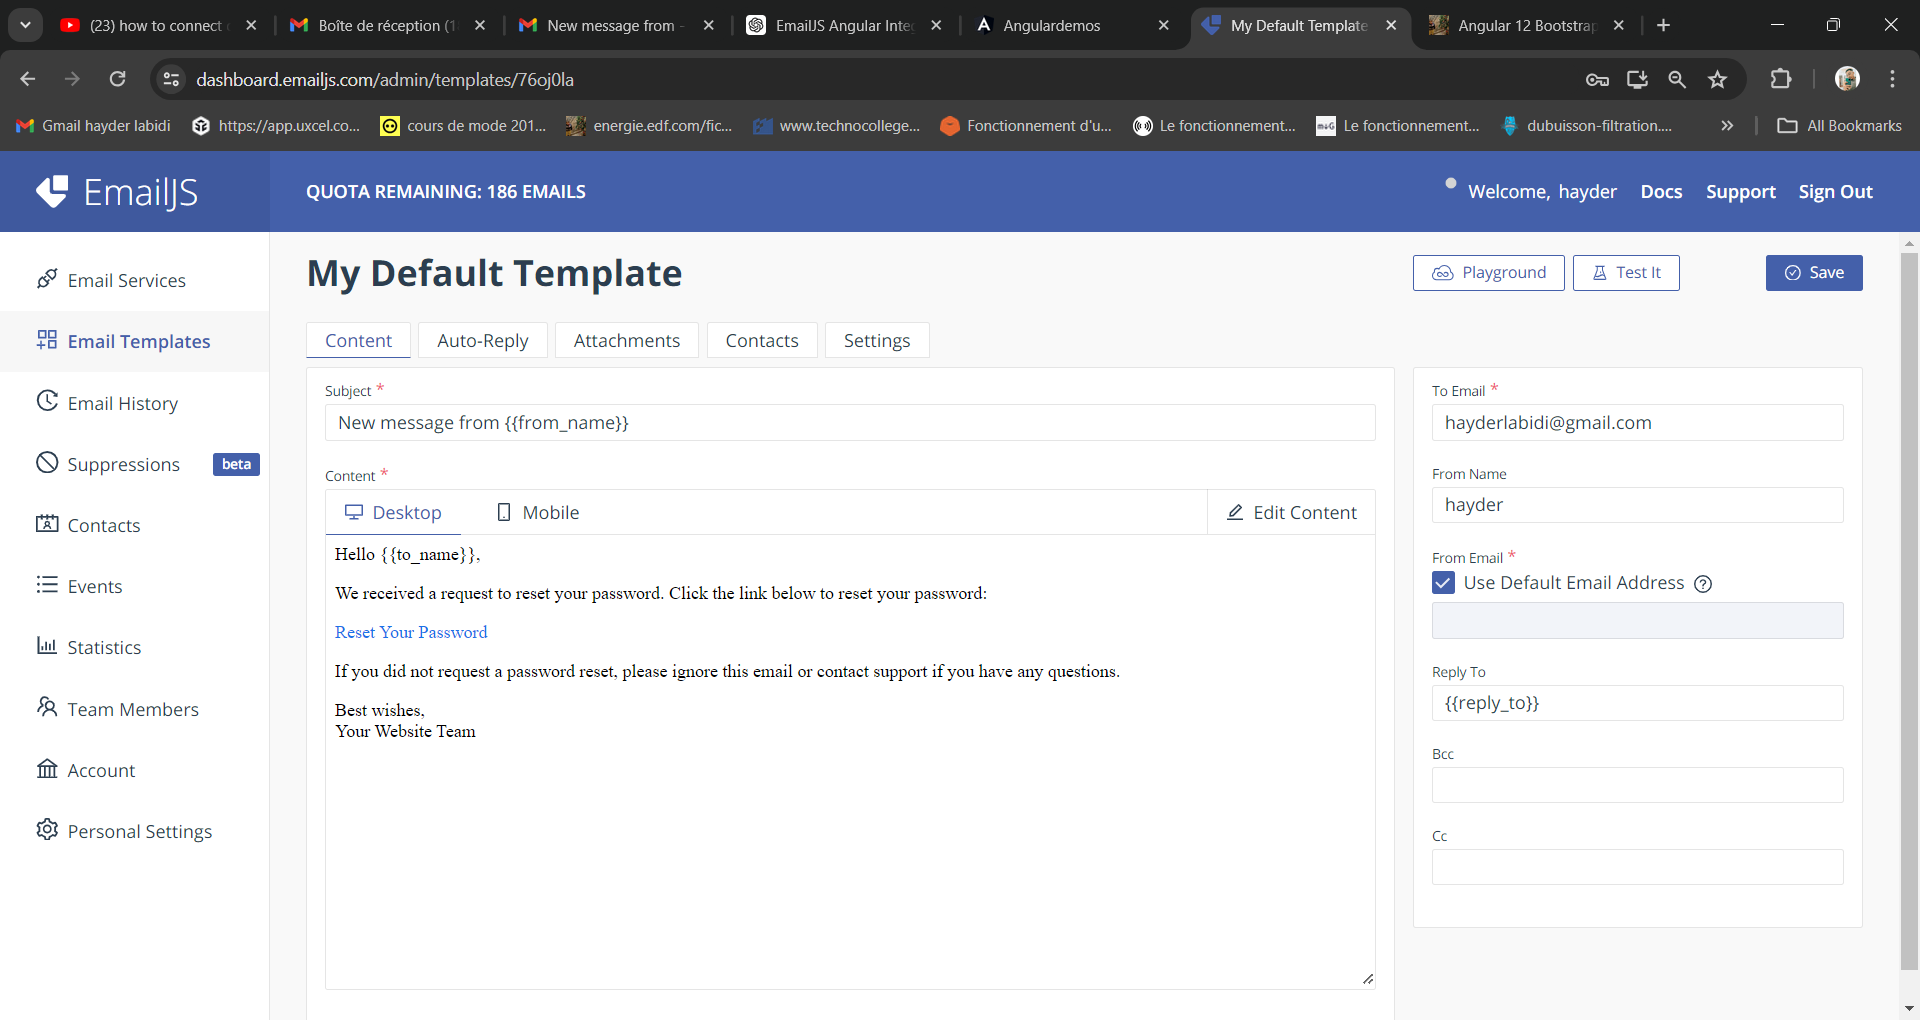 (23) how to connect
Boîte de réception (1
New message from -
EmailJS Angular Inte
Angulardemos
My Default Template
Angular 12 Bootstrap
dashboard.emailjs.com/admin/templates/76oj0la
Gmail hayder labidi
https://app.uxcel.co...
cours de mode 201...
energie.edf.com/fic...
www.technocollege...
Fonctionnement d'u...
Le fonctionnement...
Le fonctionnement...
dubuisson-filtration....
All Bookmarks
EmailJS
QUOTA REMAINING: 186 EMAILS
Welcome, hayder
Docs
Support
Sign Out
Email Services
Email Templates
Email History
Suppressions beta
Contacts
Events
Statistics
Team Members
Account
Personal Settings
My Default Template
Playground
Test It
Save
Content
Auto-Reply
Attachments
Contacts
Settings
Subject *
New message from {{from_name}}
Content *
Desktop
Mobile
Edit Content
Hello {{to_name}},
We received a request to reset your password. Click the link below to reset your password:
Reset Your Password
If you did not request a password reset, please ignore this email or contact support if you have any questions.
Best wishes,
Your Website Team
To Email *
hayderlabidi@gmail.com
From Name
hayder
From Email *
Use Default Email Address
Reply To
{{reply_to}}
Bcc
Cc